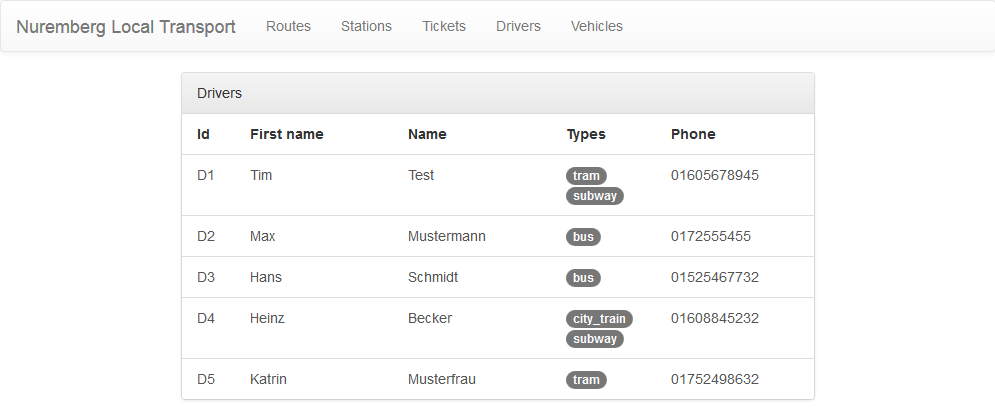 Nuremberg Local Transport Routes Stations Tickets Drivers Vehicles
Drivers
Id First name Name Types Phone
D1 Tim Test tram 01605678945
subway
D2 Max Mustermann bus 0172555455
D3 Hans Schmidt bus 01525467732
D4 Heinz Becker city_train 01608845232
subway
D5 Katrin Musterfrau tram 01752498632